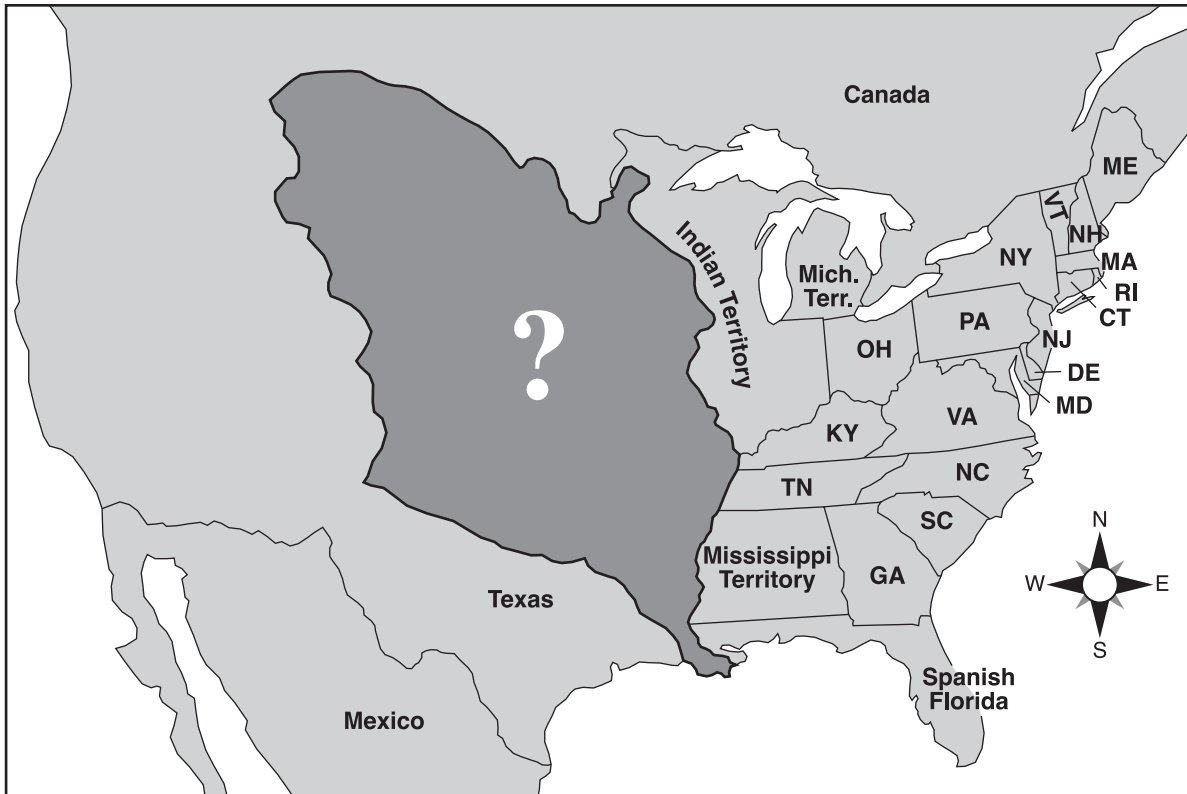 Canada
ME
VT
NH
NY
MA
RI
CT
Indian Territory
Mich.
Terr.
PA
NJ
OH
DE
MD
?
VA
KY
NC
TN
SC
Mississippi
Territory
GA
Texas
Spanish
Florida
Mexico
N
W
E
S